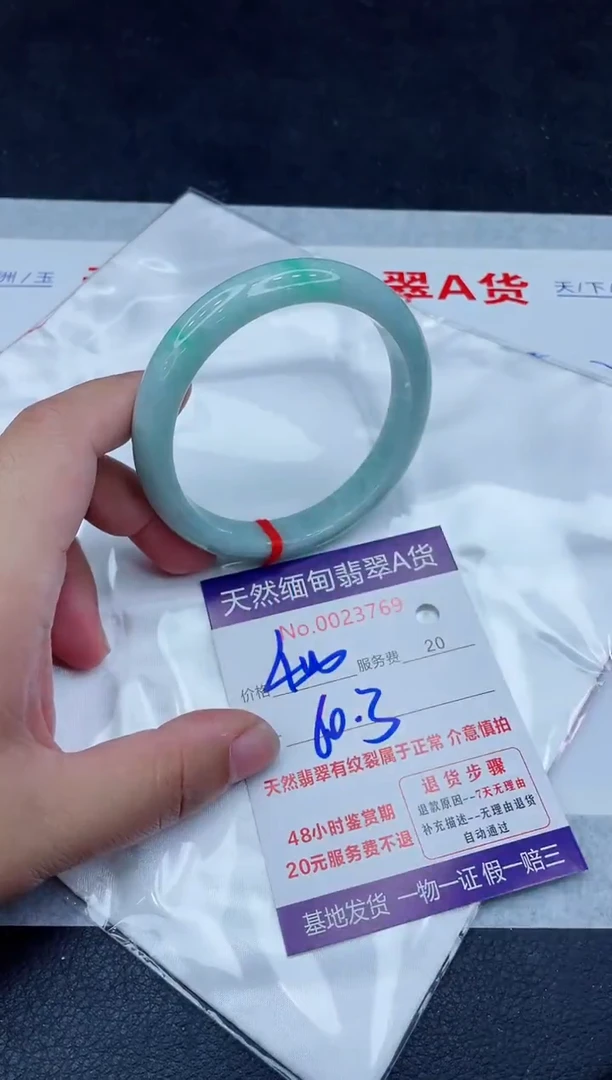 翠A货
天然缅甸翡翠A货
No.0023769
价格 服务费 20
60.3
天然翡翠有纹裂属于正常 介意慎拍
48小时鉴赏期
20元服务费不退
退货步骤
退款原因--7天无理由
补充描述--无理由退货
自动通过
基地发货 一物一证 假一赔三